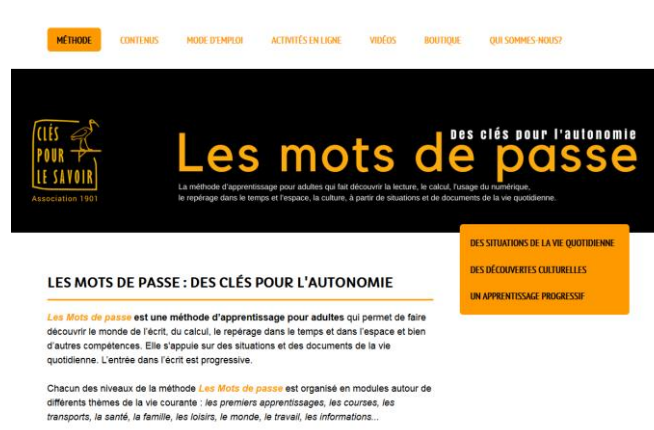 MÉTHODE CONTENUS MODE D'EMPLOI ACTIVITÉS EN LIGNE VIDÉOS BOUTIQUE QUI SOMMES-NOUS?
CLÉS
POUR
LE SAVOIR
Association 1901
Des clés pour l'autonomie
Les mots de passe
La méthode d'apprentissage pour adultes qui fait découvrir la lecture, le calcul, l'usage du numérique,
le repérage dans le temps et l'espace, la culture, à partir de situations et de documents de la vie quotidienne.
DES SITUATIONS DE LA VIE QUOTIDIENNE
DES DÉCOUVERTES CULTURELLES
UN APPRENTISSAGE PROGRESSIF
LES MOTS DE PASSE : DES CLÉS POUR L'AUTONOMIE
Les Mots de passe est une méthode d'apprentissage pour adultes qui permet de faire
découvrir le monde de l'écrit, du calcul, le repérage dans le temps et dans l'espace et bien
d'autres compétences. Elle s'appuie sur des situations et des documents de la vie
quotidienne. L'entrée dans l'écrit est progressive.
Chacun des niveaux de la méthode Les Mots de passe est organisé en modules autour de
différents thèmes de la vie courante : les premiers apprentissages, les courses, les
transports, la santé, la famille, les loisirs, le monde, le travail, les informations...